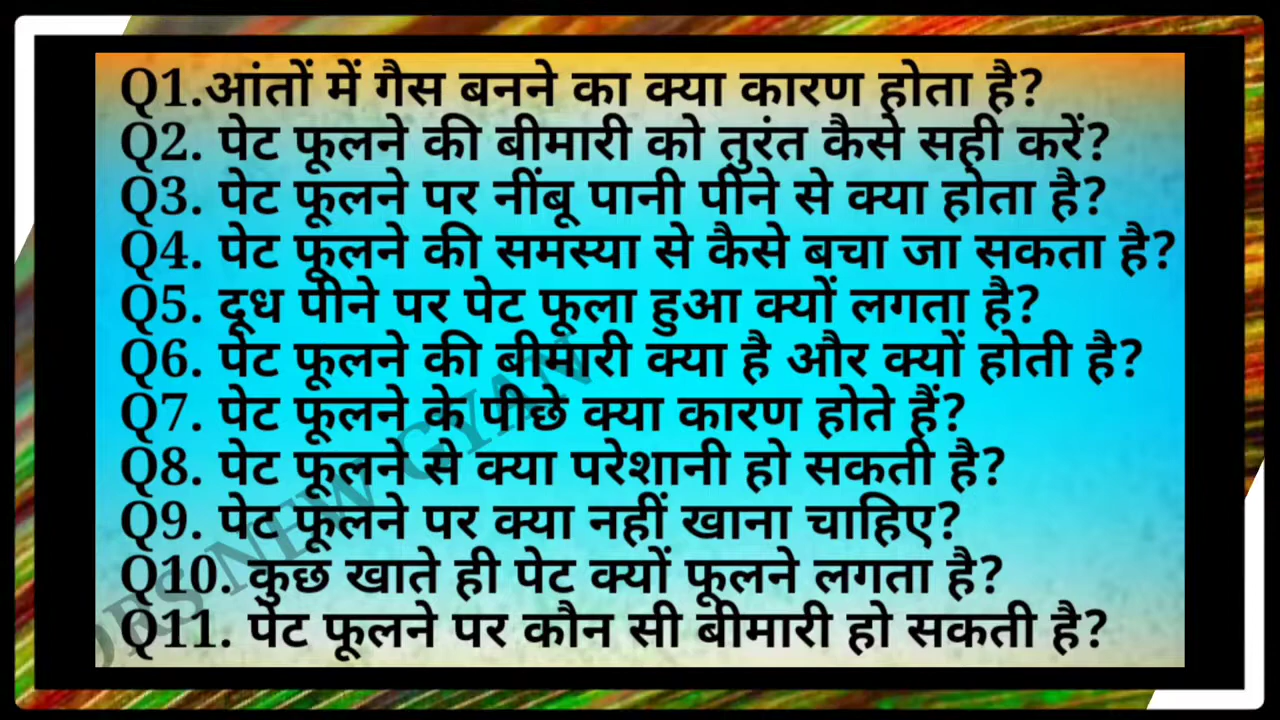 Q1.आंतों में गैस बनने का क्या कारण होता है?
Q2. पेट फूलने की बीमारी को तुरंत कैसे सही करें?
Q3. पेट फूलने पर नींबू पानी पीने से क्या होता है?
Q4. पेट फूलने की समस्या से कैसे बचा जा सकता है?
Q5. दूध पीने पर पेट फूला हुआ क्यों लगता है?
Q6. पेट फूलने की बीमारी क्या है और क्यों होती है?
Q7. पेट फूलने के पीछे क्या कारण होते हैं?
Q8. पेट फूलने से क्या परेशानी हो सकती है?
Q9. पेट फूलने पर क्या नहीं खाना चाहिए?
Q10. कुछ खाते ही पेट क्यों फूलने लगता है?
Q11. पेट फूलने पर कौन सी बीमारी हो सकती है?
NEW GYAN